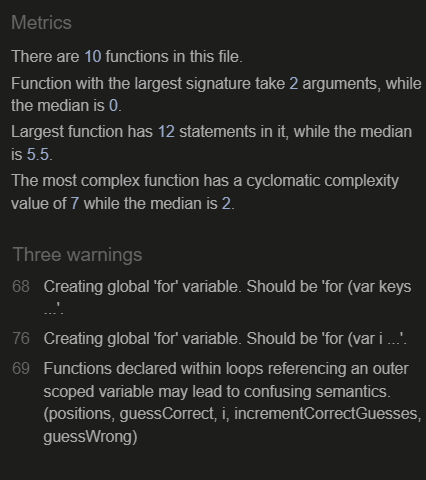 Metrics
There are 10 functions in this file.
Function with the largest signature take 2 arguments, while
the median is 0.
Largest function has 12 statements in it, while the median
is 5.5.
The most complex function has a cyclomatic complexity
value of 7 while the median is 2.
Three warnings
68 Creating global 'for' variable. Should be 'for (var keys
...'.
76 Creating global 'for' variable. Should be 'for (var i ...'.
69 Functions declared within loops referencing an outer
scoped variable may lead to confusing semantics.
(positions, guessCorrect, i, incrementCorrectGuesses,
guessWrong)